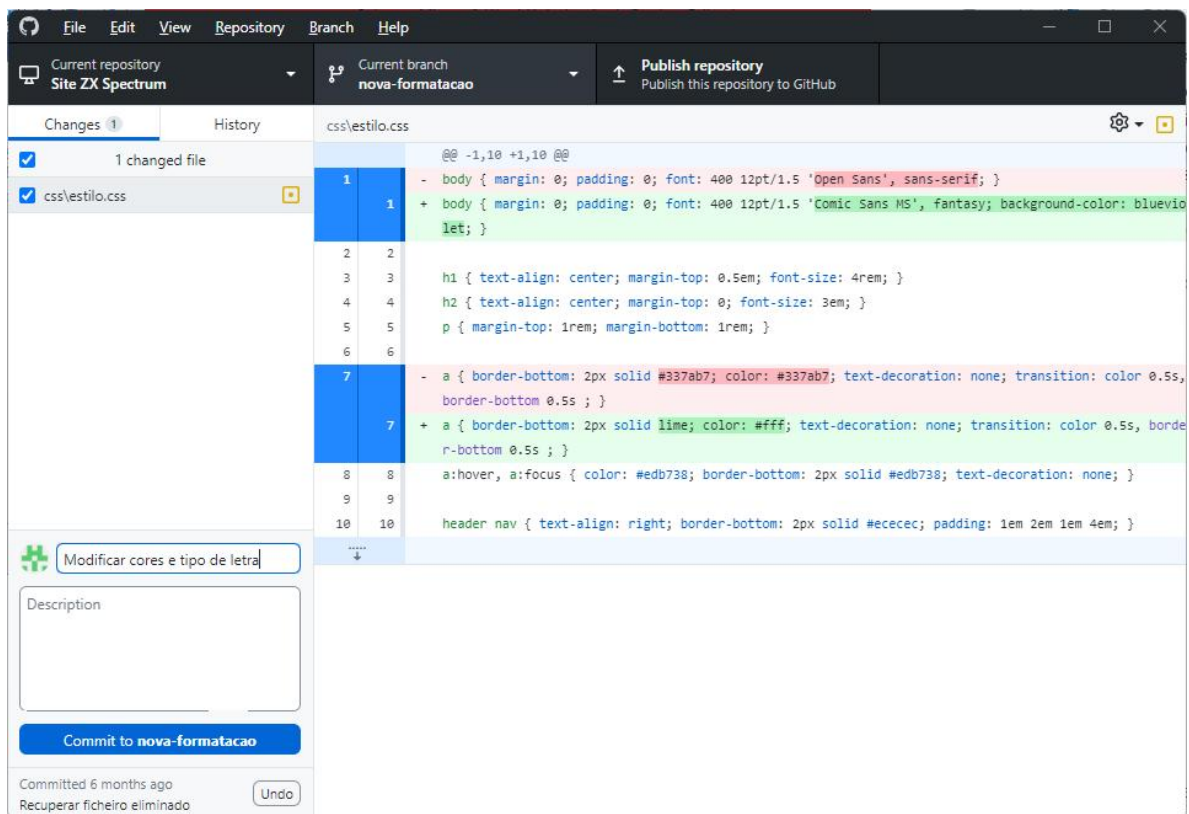 File Edit View Repository Branch Help
Current repository
Site ZX Spectrum
Current branch
nova-formatacao
Publish repository
Publish this repository to GitHub
Changes 1 History
1 changed file
css\estilo.css
css\estilo.css
@@ -1,10 +1,10 @@
1 - body { margin: 0; padding: 0; font: 400 12pt/1.5 'Open Sans', sans-serif; }
1 + body { margin: 0; padding: 0; font: 400 12pt/1.5 'Comic Sans MS', fantasy; background-color: bluevio
let; }
2 2
3 3 h1 { text-align: center; margin-top: 0.5em; font-size: 4rem; }
4 4 h2 { text-align: center; margin-top: 0; font-size: 3em; }
5 5 p { margin-top: 1rem; margin-bottom: 1rem; }
6 6
7 - a { border-bottom: 2px solid #337ab7; color: #337ab7; text-decoration: none; transition: color 0.5s,
border-bottom 0.5s ; }
7 + a { border-bottom: 2px solid lime; color: #fff; text-decoration: none; transition: color 0.5s, borde
r-bottom 0.5s ; }
8 8 a:hover, a:focus { color: #edb738; border-bottom: 2px solid #edb738; text-decoration: none; }
9 9
10 10 header nav { text-align: right; border-bottom: 2px solid #ececec; padding: 1em 2em 1em 4em; }
Modificar cores e tipo de letra
Description
Commit to nova-formatacao
Committed 6 months ago
Recuperar ficheiro eliminado
Undo